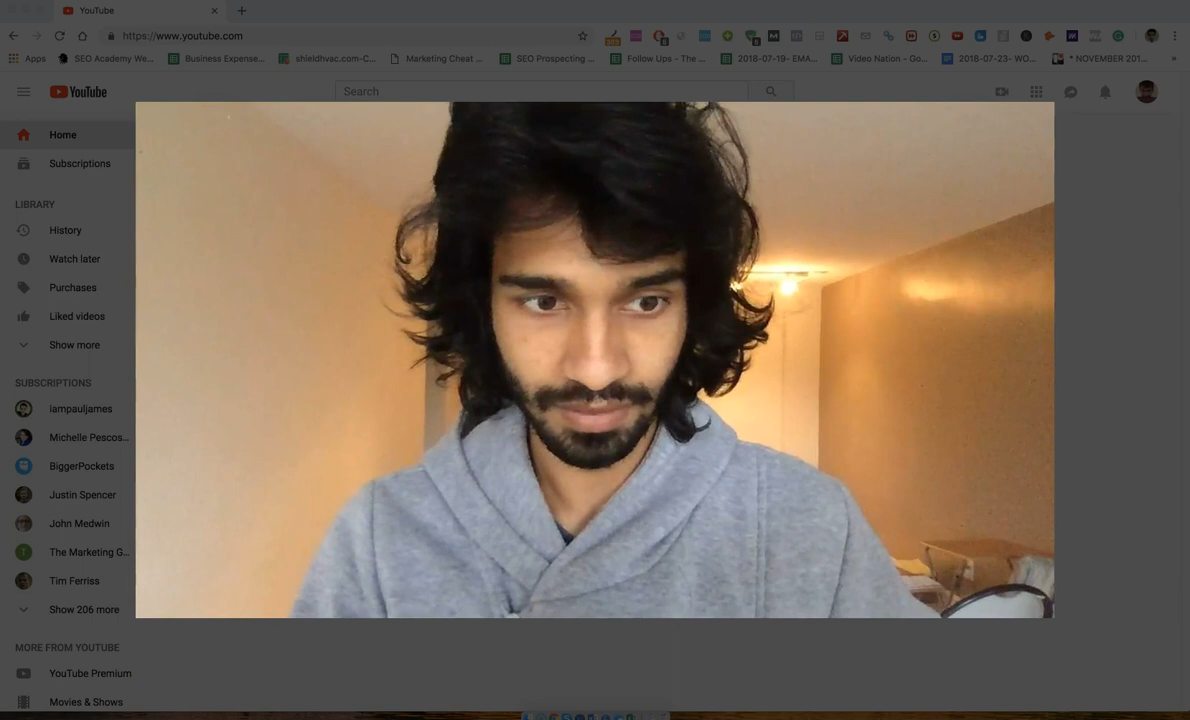 YouTube
https://www.youtube.com
Apps SEO Academy We... Business Expense... shieldhvac.com-C... Marketing Cheat ... SEO Prospecting ... Follow Ups - The ... 2018-07-19- EMA... Video Nation - Go... 2018-07-23- WO... * NOVEMBER 201... »
YouTube Search
Home
Subscriptions
LIBRARY
History
Watch later
Purchases
Liked videos
Show more
SUBSCRIPTIONS
iampauljames
Michelle Pescos...
BiggerPockets
Justin Spencer
John Medwin
T The Marketing G...
Tim Ferriss
Show 206 more
MORE FROM YOUTUBE
YouTube Premium
Movies & Shows